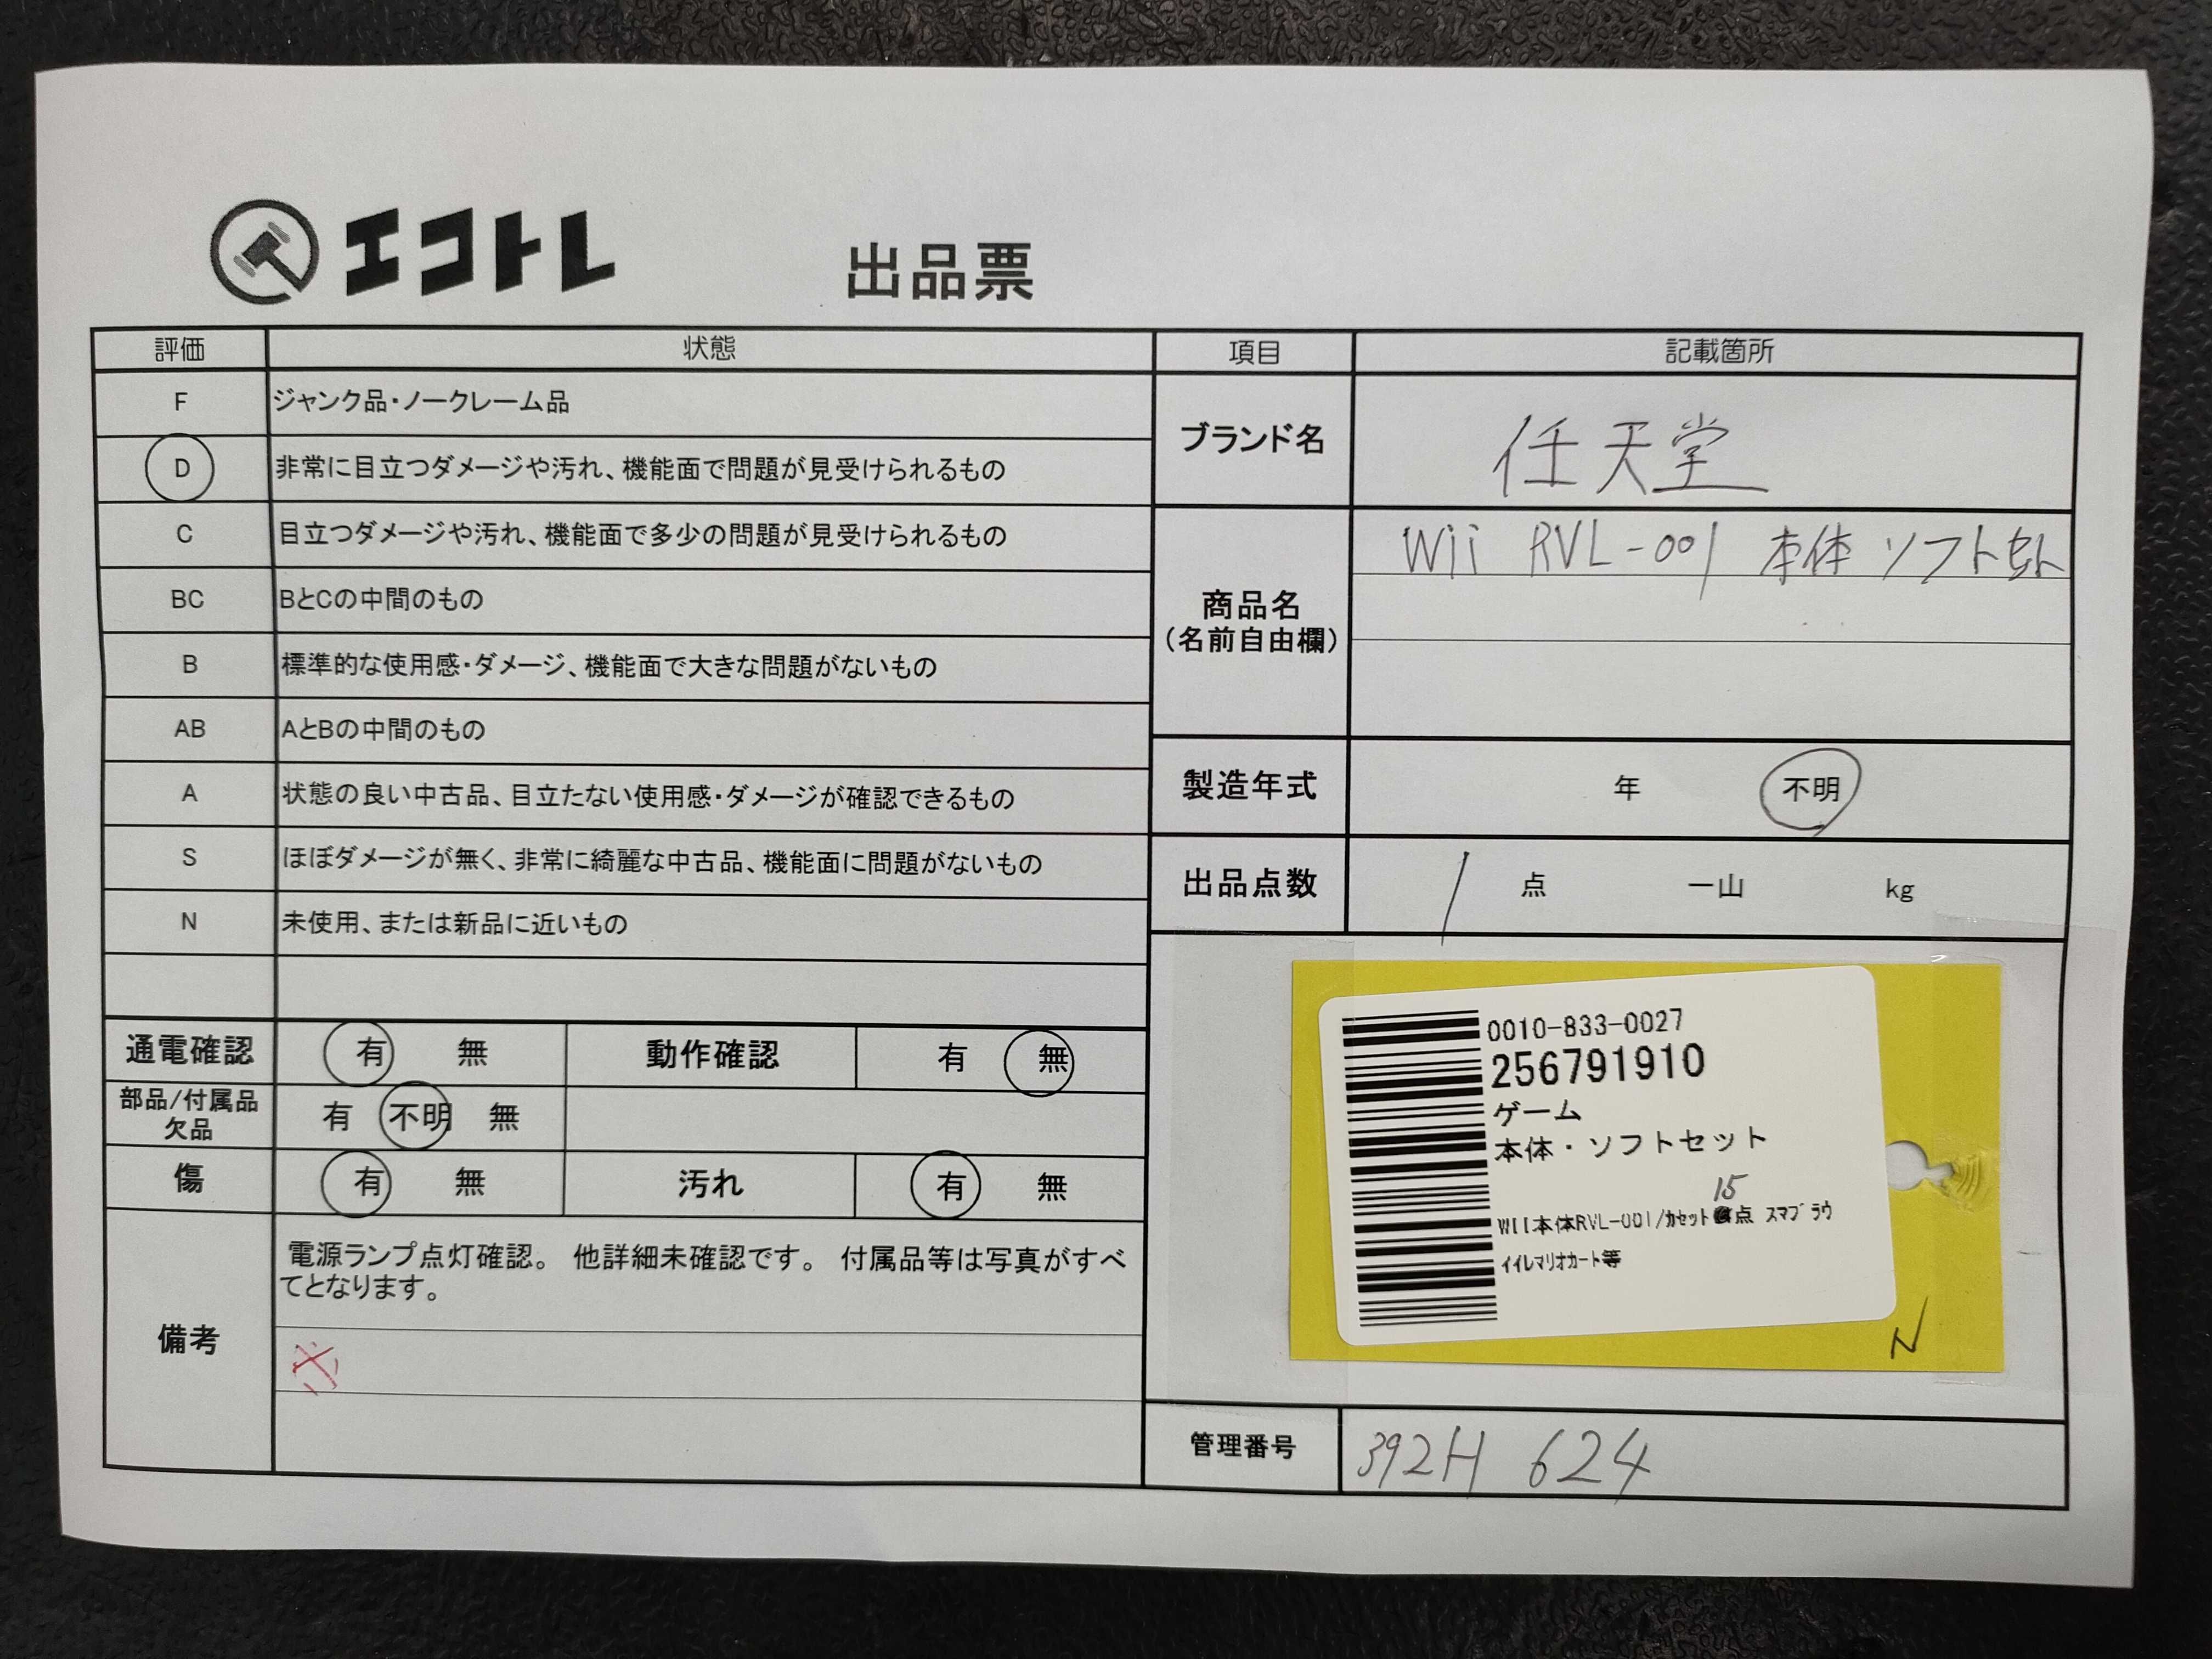 エコトレ
出品票
評価 状態
F ジャンク品・ノークレーム品
D 非常に目立つダメージや汚れ、機能面で問題が見受けられるもの
C 目立つダメージや汚れ、機能面で多少の問題が見受けられるもの
BC BとCの中間のもの
B 標準的な使用感・ダメージ、機能面で大きな問題がないもの
AB AとBの中間のもの
A 状態の良い中古品、目立たない使用感・ダメージが確認できるもの
S ほぼダメージが無く、非常に綺麗な中古品、機能面に問題がないもの
N 未使用、または新品に近いもの
通電確認 有 無 動作確認 有 無
部品/付属品
欠品 有 不明 無
傷 有 無 汚れ 有 無
備考
電源ランプ点灯確認。 他詳細未確認です。 付属品等は写真がすべ
てとなります。
項目 記載箇所
ブランド名 任天堂
商品名
(名前自由欄)
Wii RVL-001 本体 ソフトセット
製造年式 年 不明
出品点数 1 点 一山 kg
0010-833-0027
256791910
ゲーム
本体・ソフトセット
15
WII本体RVL-001/カセット 点 スマブラウ
イイレマリオカート等
N
管理番号 392H 624